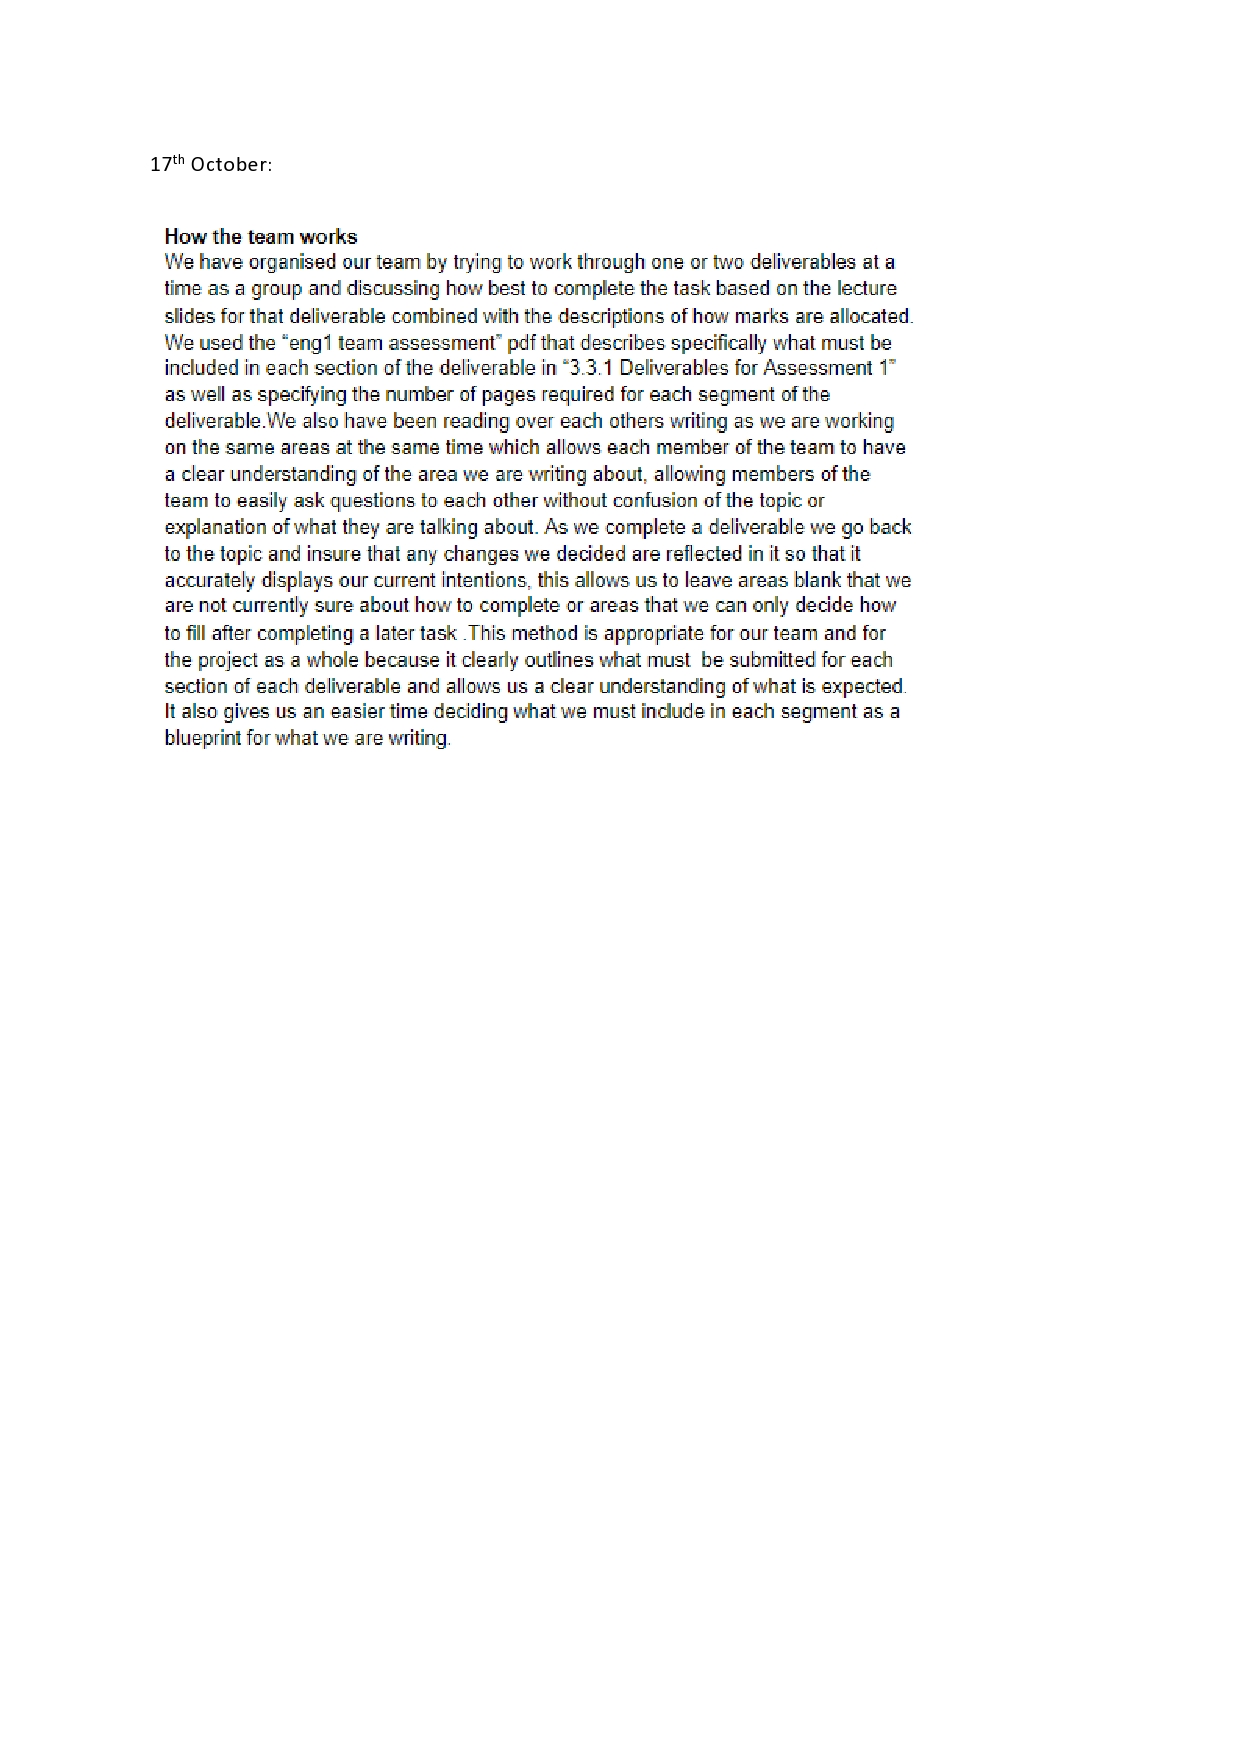 17th October:
How the team works
We have organised our team by trying to work through one or two deliverables at a
time as a group and discussing how best to complete the task based on the lecture
slides for that deliverable combined with the descriptions of how marks are allocated.
We used the “eng1 team assessment” pdf that describes specifically what must be
included in each section of the deliverable in “3.3.1 Deliverables for Assessment 1”
as well as specifying the number of pages required for each segment of the
deliverable.We also have been reading over each others writing as we are working
on the same areas at the same time which allows each member of the team to have
a clear understanding of the area we are writing about, allowing members of the
team to easily ask questions to each other without confusion of the topic or
explanation of what they are talking about. As we complete a deliverable we go back
to the topic and insure that any changes we decided are reflected in it so that it
accurately displays our current intentions, this allows us to leave areas blank that we
are not currently sure about how to complete or areas that we can only decide how
to fill after completing a later task .This method is appropriate for our team and for
the project as a whole because it clearly outlines what must  be submitted for each
section of each deliverable and allows us a clear understanding of what is expected.
It also gives us an easier time deciding what we must include in each segment as a
blueprint for what we are writing.